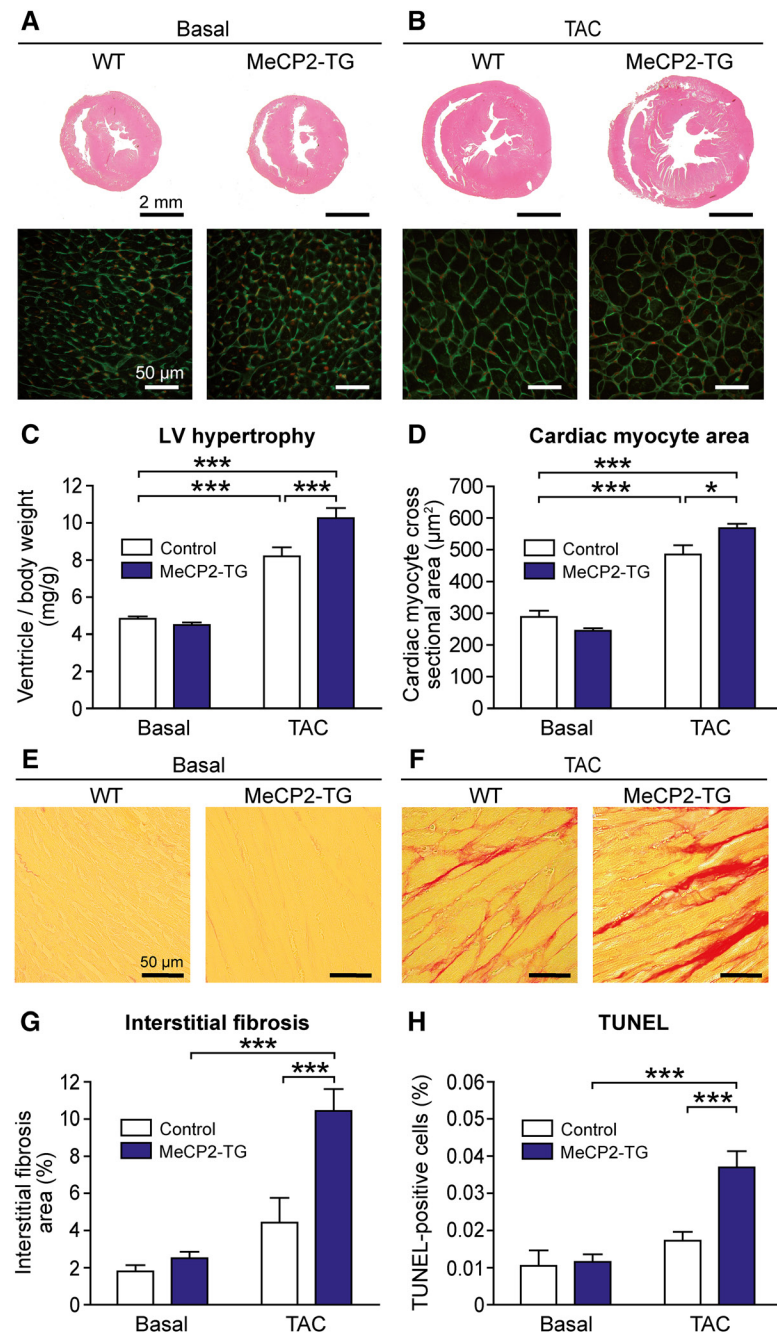 A
Basal
WT MeCP2-TG
2 mm
50 µm
B
TAC
WT MeCP2-TG
C
LV hypertrophy
***
*** ***
12
10
8
6
4
2
0
Ventricle / body weight
(mg/g)
Control
MeCP2-TG
Basal TAC
D
Cardiac myocyte area
***
*** *
700
600
500
400
300
200
100
0
Cardiac myocyte cross
sectional area (µm²)
Control
MeCP2-TG
Basal TAC
E
Basal
WT MeCP2-TG
50 µm
F
TAC
WT MeCP2-TG
G
Interstitial fibrosis
***
***
12
10
8
6
4
2
0
Interstitial fibrosis
area (%)
Control
MeCP2-TG
Basal TAC
H
TUNEL
***
***
0.06
0.05
0.04
0.03
0.02
0.01
0
TUNEL-positive cells (%)
Control
MeCP2-TG
Basal TAC